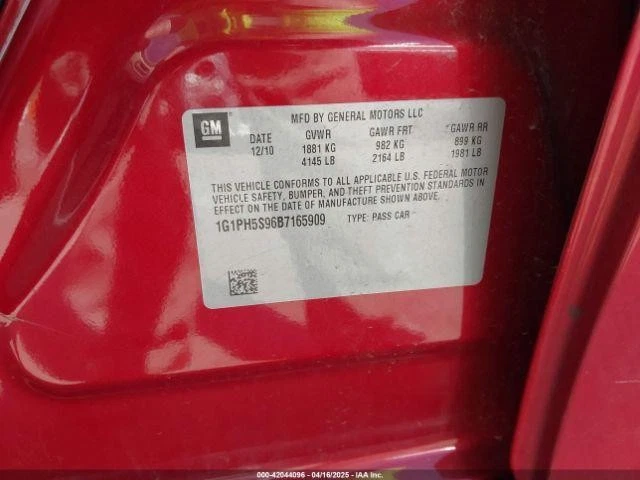 MFD BY GENERAL MOTORS LLC
GM DATE GVWR GAWR FRT GAWR RR
12/10 1881 KG 982 KG 899 KG
4145 LB 2164 LB 1981 LB
THIS VEHICLE CONFORMS TO ALL APPLICABLE U.S. FEDERAL MOTOR
VEHICLE SAFETY, BUMPER, AND THEFT PREVENTION STANDARDS IN
EFFECT ON THE DATE OF MANUFACTURE SHOWN ABOVE.
1G1PH5S96B7165909 TYPE: PASS CAR
000-42044096 - 04/16/2025 - IAA Inc.